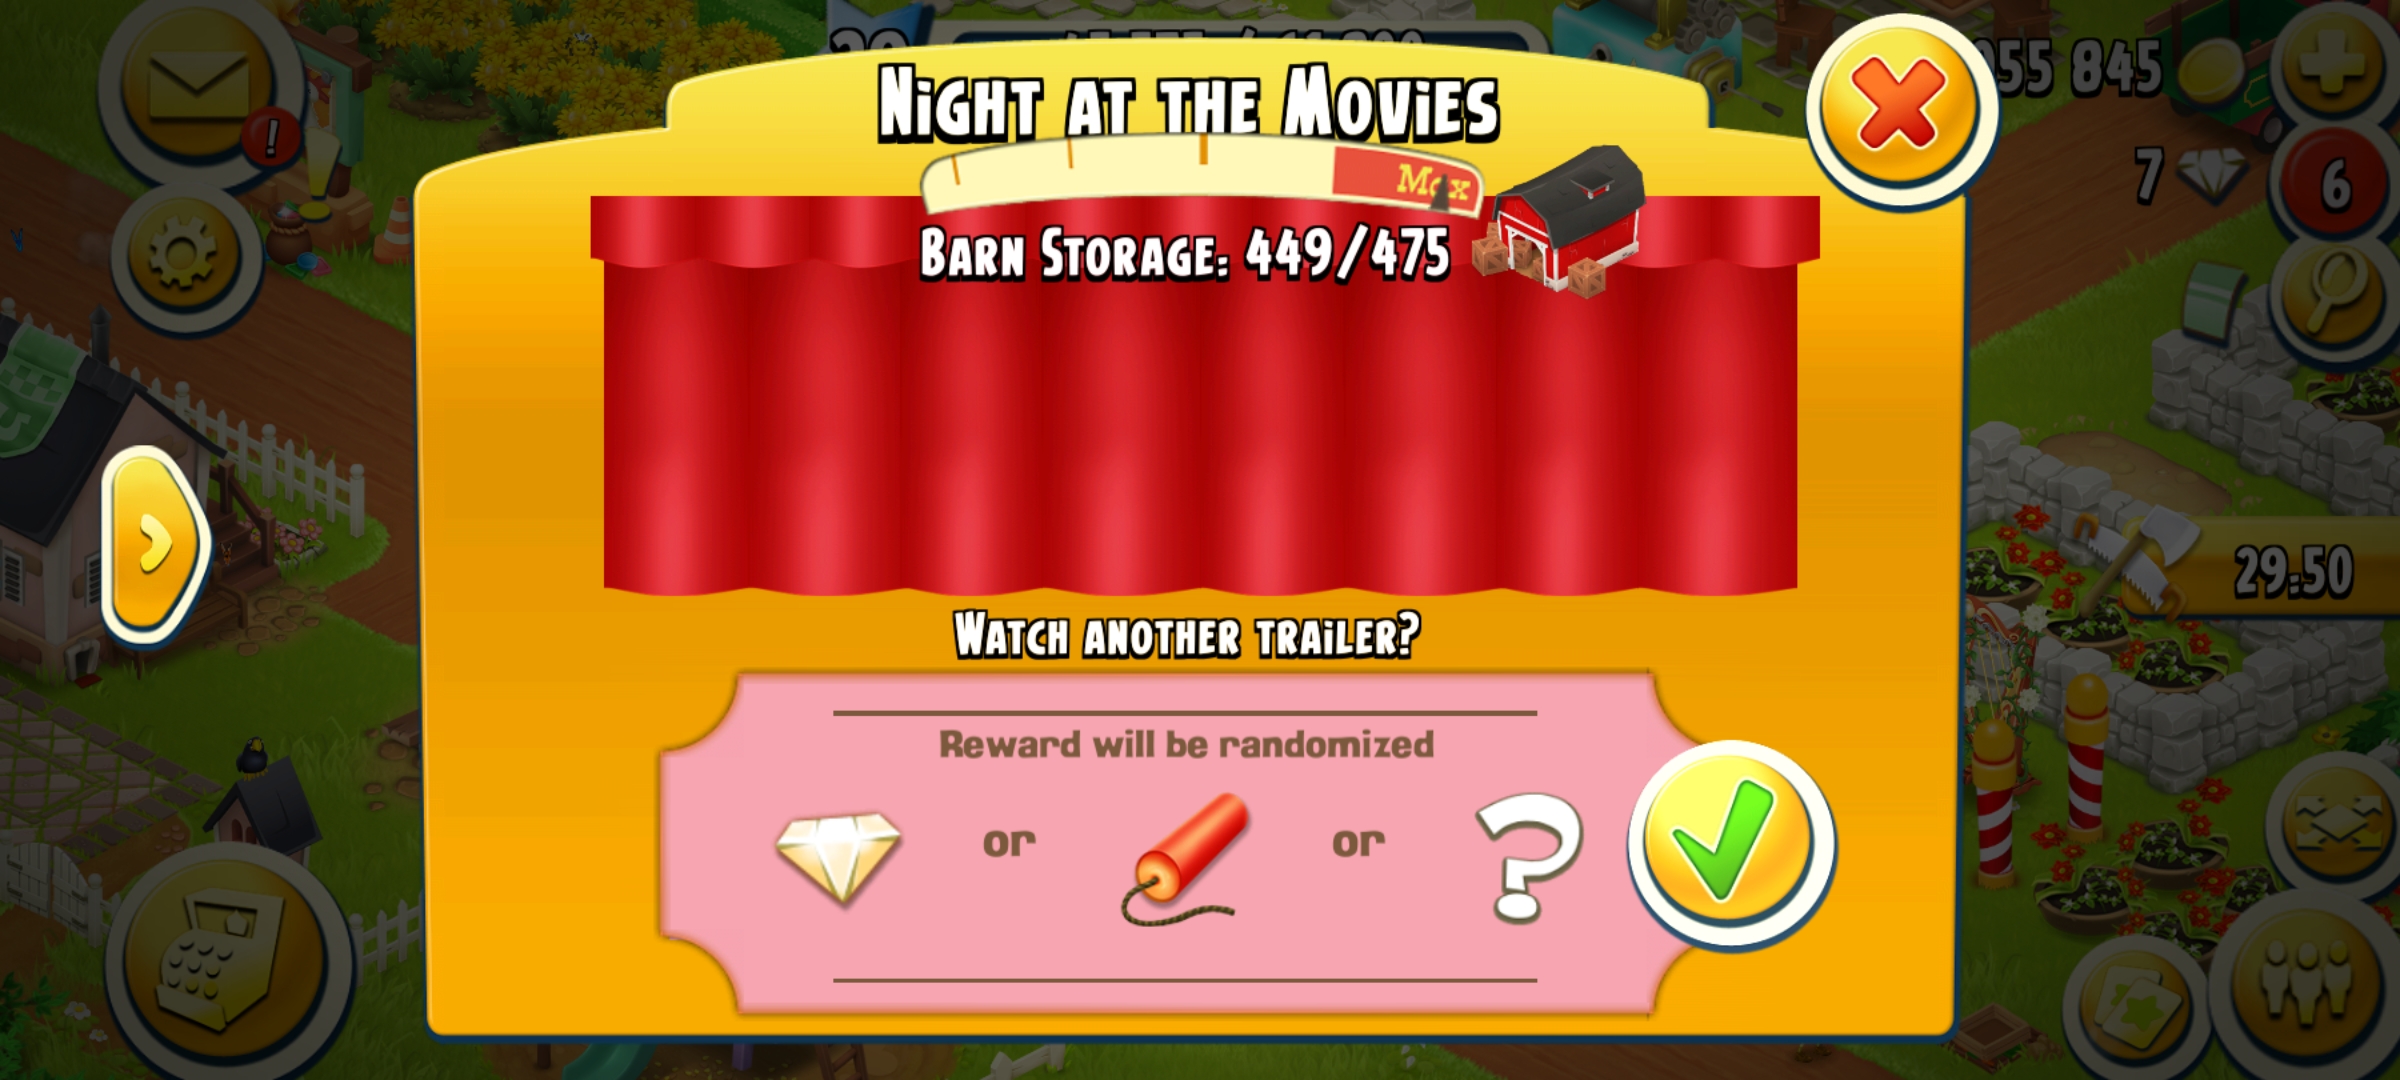 Night at the Movies
Max
Barn Storage: 449/475
55 845
!
7
6
29:50
Watch another trailer?
Reward will be randomized
or
or
?